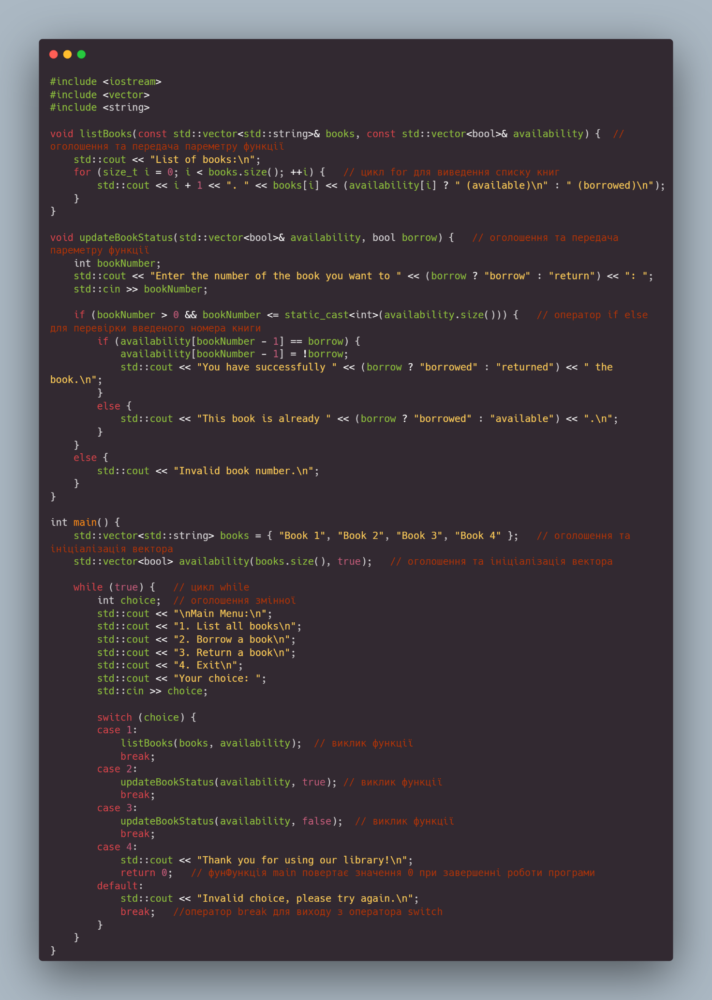 #include <iostream>
#include <vector>
#include <string>

void listBooks(const std::vector<std::string>& books, const std::vector<bool>& availability) {  //
оголошення та передача пареметру функції
    std::cout << "List of books:\n";
    for (size_t i = 0; i < books.size(); ++i) {   // цикл for для виведення списку книг
        std::cout << i + 1 << ". " << books[i] << (availability[i] ? " (available)\n" : " (borrowed)\n");
    }
}

void updateBookStatus(std::vector<bool>& availability, bool borrow) {   // оголошення та передача
пареметру функції
    int bookNumber;
    std::cout << "Enter the number of the book you want to " << (borrow ? "borrow" : "return") << ": ";
    std::cin >> bookNumber;

    if (bookNumber > 0 && bookNumber <= static_cast<int>(availability.size())) {   // оператор if else
для перевірки введеного номера книги
        if (availability[bookNumber - 1] == borrow) {
            availability[bookNumber - 1] = !borrow;
            std::cout << "You have successfully " << (borrow ? "borrowed" : "returned") << " the
book.\n";
        }
        else {
            std::cout << "This book is already " << (borrow ? "borrowed" : "available") << ".\n";
        }
    }
    else {
        std::cout << "Invalid book number.\n";
    }
}

int main() {
    std::vector<std::string> books = { "Book 1", "Book 2", "Book 3", "Book 4" };   // оголошення та
ініціалізація вектора
    std::vector<bool> availability(books.size(), true);   // оголошення та ініціалізація вектора

    while (true) {   // цикл while
        int choice;  // оголошення змінної
        std::cout << "\nMain Menu:\n";
        std::cout << "1. List all books\n";
        std::cout << "2. Borrow a book\n";
        std::cout << "3. Return a book\n";
        std::cout << "4. Exit\n";
        std::cout << "Your choice: ";
        std::cin >> choice;

        switch (choice) {
        case 1:
            listBooks(books, availability);  // виклик функції
            break;
        case 2:
            updateBookStatus(availability, true); // виклик функції
            break;
        case 3:
            updateBookStatus(availability, false);  // виклик функції
            break;
        case 4:
            std::cout << "Thank you for using our library!\n";
            return 0;   // фунФункція main повертає значення 0 при завершенні роботи програми
        default:
            std::cout << "Invalid choice, please try again.\n";
            break;   //оператор break для виходу з оператора switch
        }
    }
}